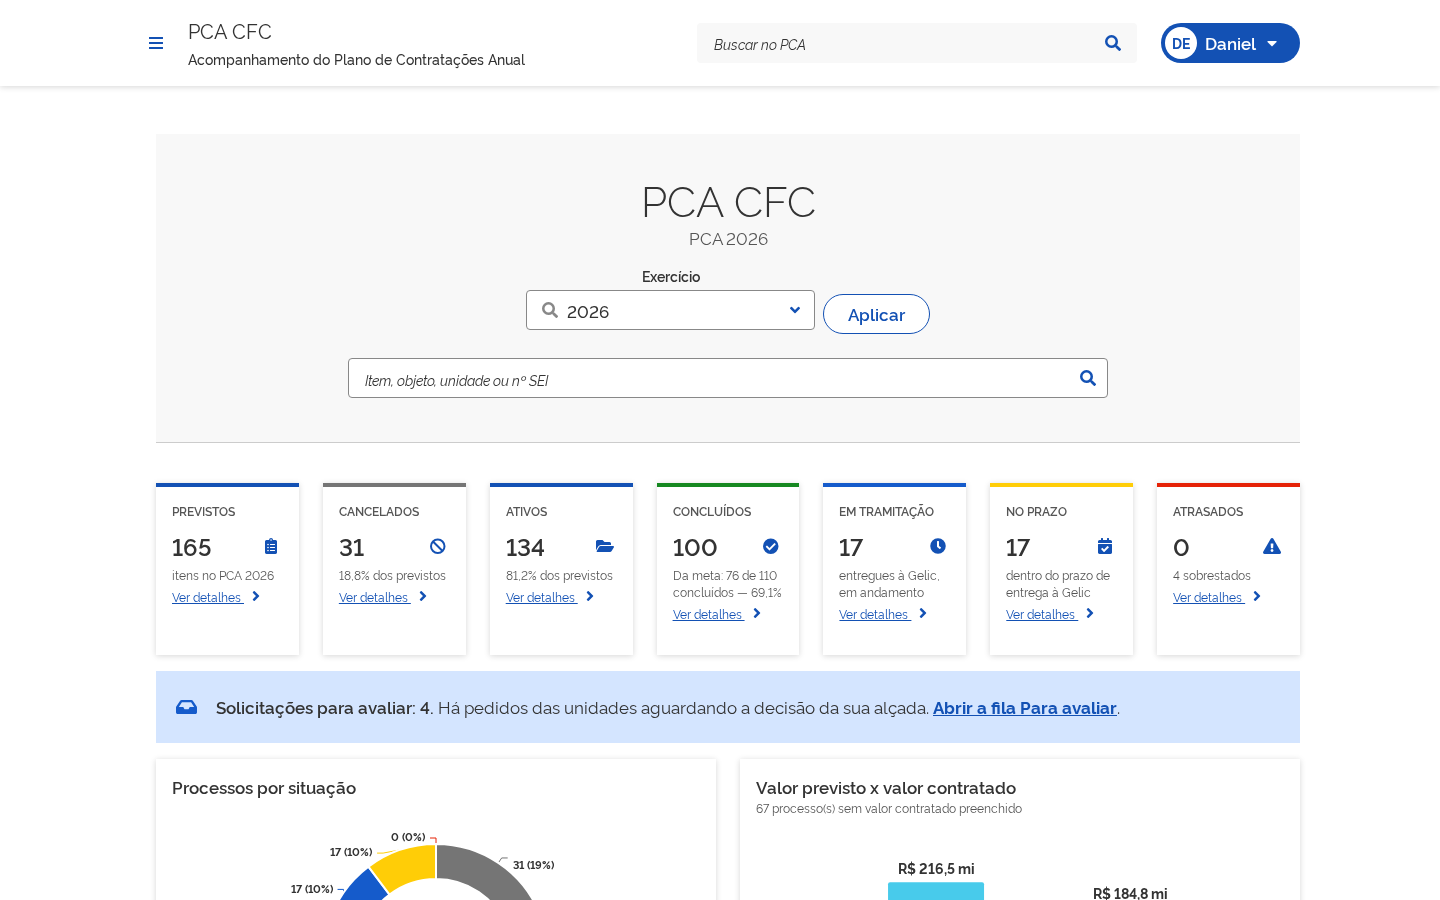 PCA CFC
Acompanhamento do Plano de Contratações Anual
Buscar no PCA
DE Daniel
PCA CFC
PCA 2026
Exercício
2026
Aplicar
Item, objeto, unidade ou nº SEI
PREVISTOS
165
itens no PCA 2026
Ver detalhes
CANCELADOS
31
18,8% dos previstos
Ver detalhes
ATIVOS
134
81,2% dos previstos
Ver detalhes
CONCLUÍDOS
100
Da meta: 76 de 110
concluídos — 69,1%
Ver detalhes
EM TRAMITAÇÃO
17
entregues à Gelic,
em andamento
Ver detalhes
NO PRAZO
17
dentro do prazo de
entrega à Gelic
Ver detalhes
ATRASADOS
0
4 sobrestados
Ver detalhes
Solicitações para avaliar: 4. Há pedidos das unidades aguardando a decisão da sua alçada. Abrir a fila Para avaliar.
Processos por situação
0 (0%)
17 (10%)
31 (19%)
17 (10%)
Valor previsto x valor contratado
67 processo(s) sem valor contratado preenchido
R$ 216,5 mi
R$ 184,8 mi